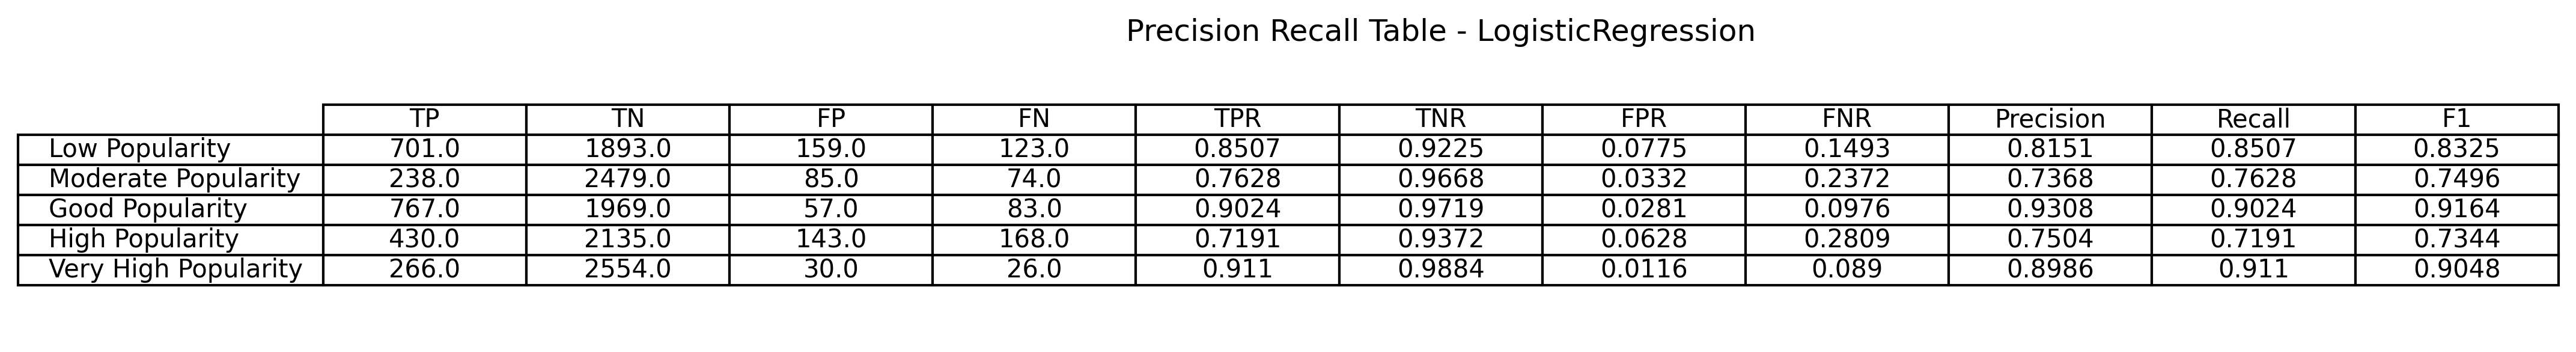 Precision Recall Table - LogisticRegression
TP TN FP FN TPR TNR FPR FNR Precision Recall F1
Low Popularity 701.0 1893.0 159.0 123.0 0.8507 0.9225 0.0775 0.1493 0.8151 0.8507 0.8325
Moderate Popularity 238.0 2479.0 85.0 74.0 0.7628 0.9668 0.0332 0.2372 0.7368 0.7628 0.7496
Good Popularity 767.0 1969.0 57.0 83.0 0.9024 0.9719 0.0281 0.0976 0.9308 0.9024 0.9164
High Popularity 430.0 2135.0 143.0 168.0 0.7191 0.9372 0.0628 0.2809 0.7504 0.7191 0.7344
Very High Popularity 266.0 2554.0 30.0 26.0 0.911 0.9884 0.0116 0.089 0.8986 0.911 0.9048